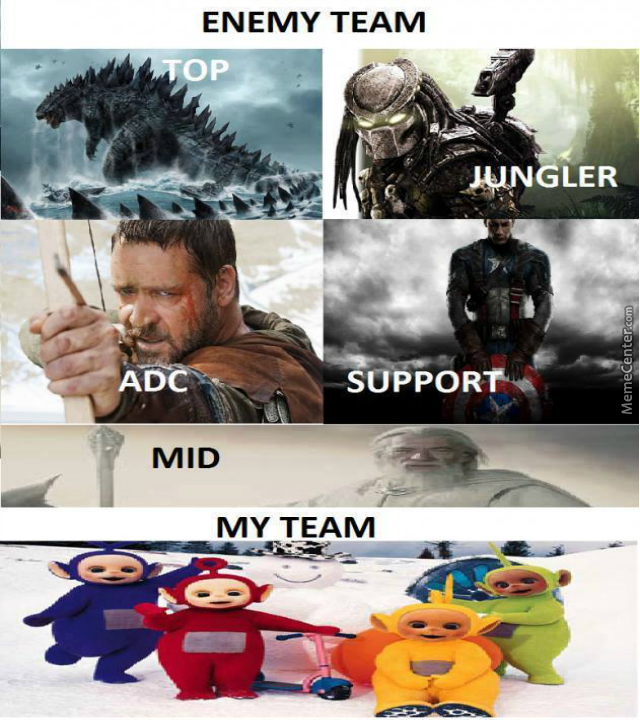 ENEMY TEAM
TOP
JUNGLER
ADC
SUPPORT
MemeCenter.com
MID
MY TEAM